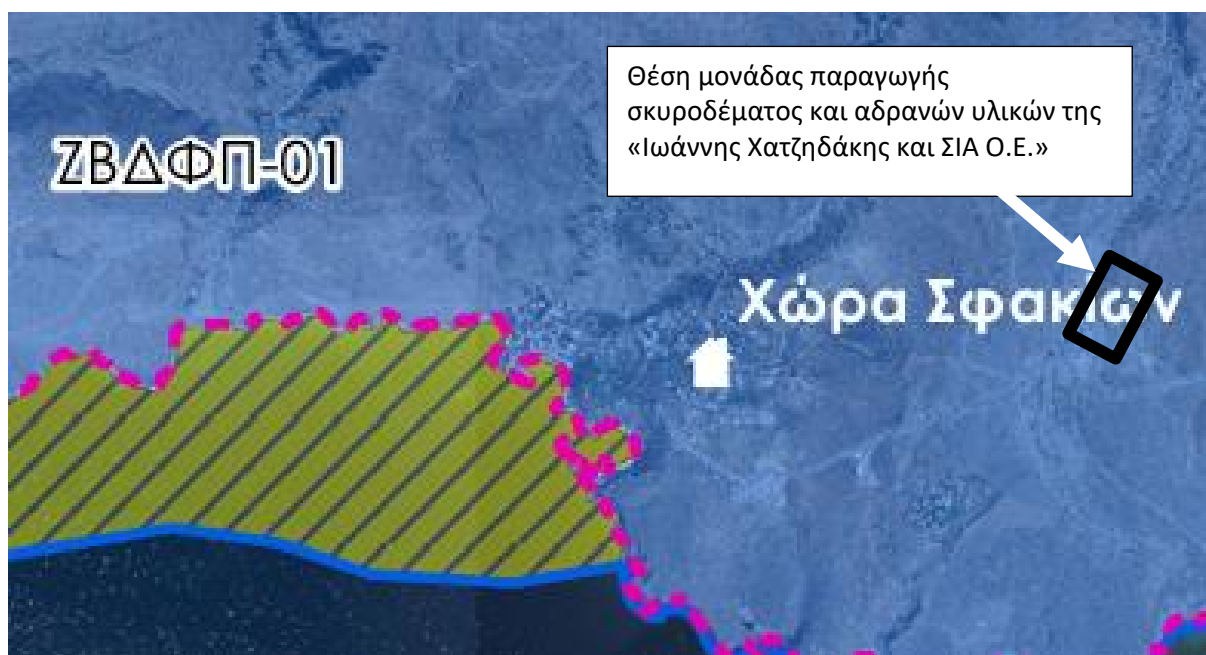 Θέση μονάδας παραγωγής
σκυροδέματος και αδρανών υλικών της
«Ιωάννης Χατζηδάκης και ΣΙΑ Ο.Ε.»
ΖΒΔΦΠ-01
Χώρα Σφακίων